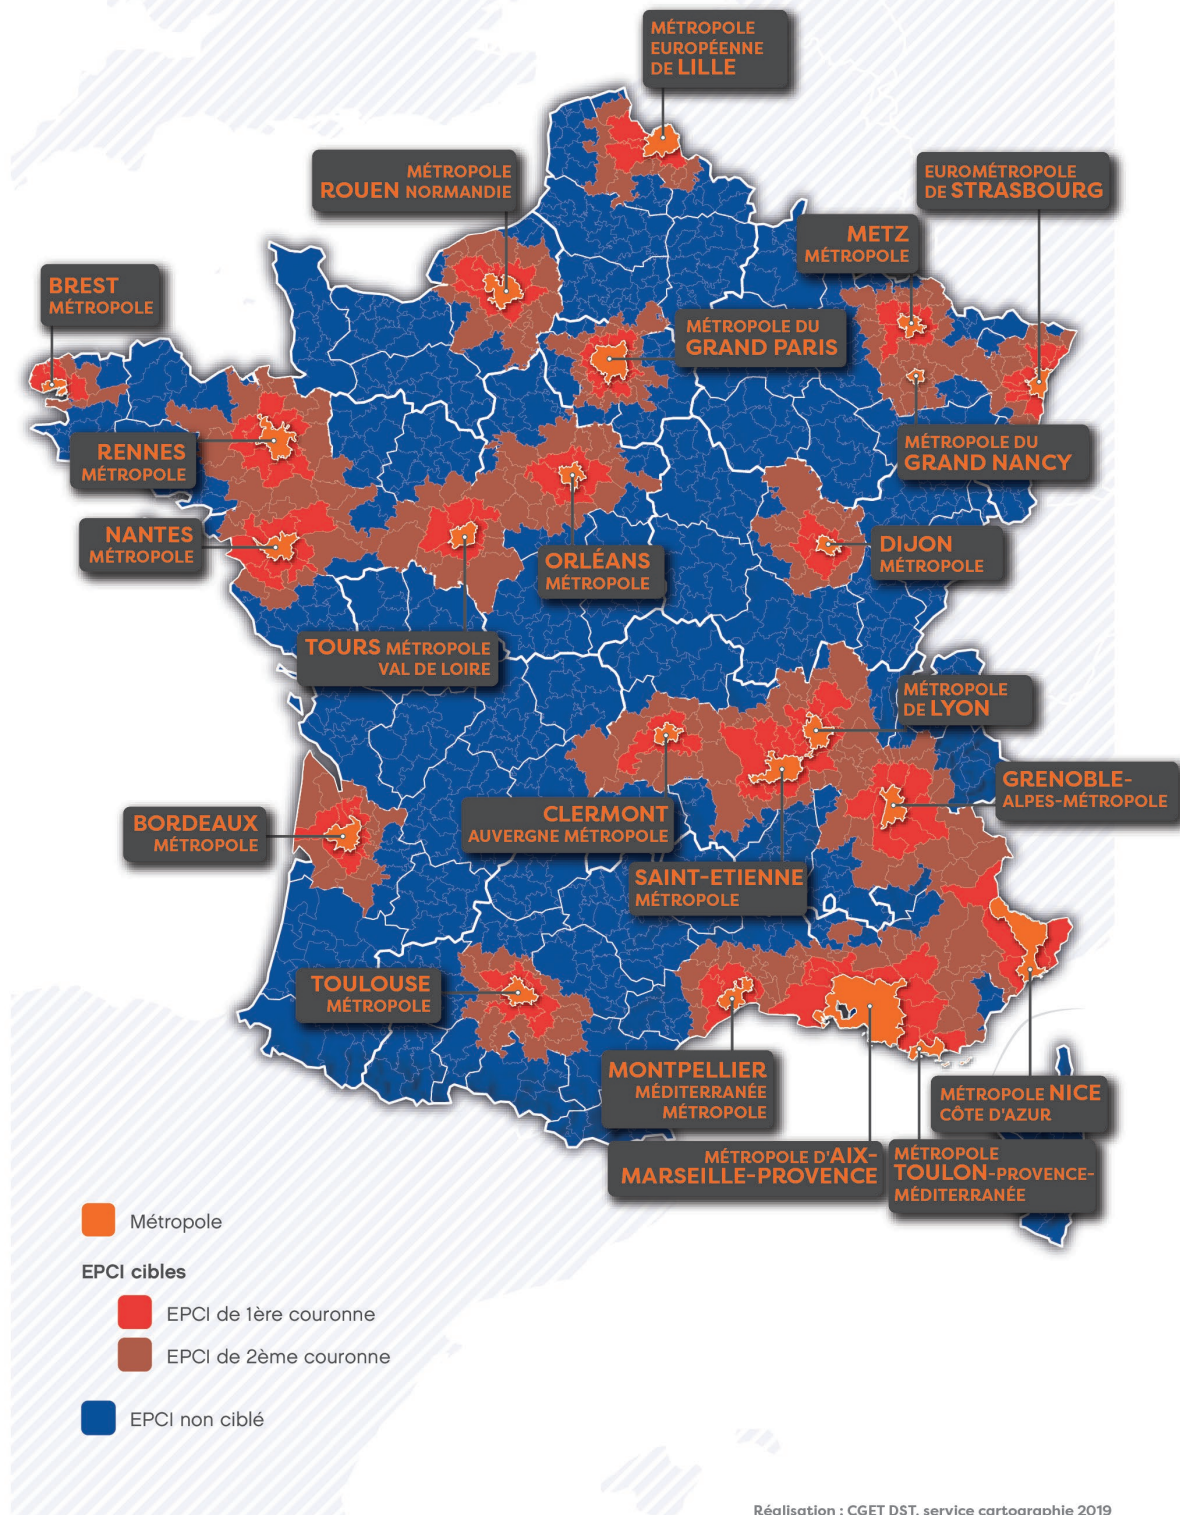 MÉTROPOLE
EUROPÉENNE
DE LILLE
MÉTROPOLE
ROUEN NORMANDIE
EUROMÉTROPOLE
DE STRASBOURG
METZ
MÉTROPOLE
BREST
MÉTROPOLE
MÉTROPOLE DU
GRAND PARIS
RENNES
MÉTROPOLE
MÉTROPOLE DU
GRAND NANCY
NANTES
MÉTROPOLE
ORLÉANS
MÉTROPOLE
DIJON
MÉTROPOLE
TOURS MÉTROPOLE
VAL DE LOIRE
MÉTROPOLE
DE LYON
GRENOBLE-
ALPES-MÉTROPOLE
BORDEAUX
MÉTROPOLE
CLERMONT
AUVERGNE MÉTROPOLE
SAINT-ETIENNE
MÉTROPOLE
TOULOUSE
MÉTROPOLE
MONTPELLIER
MÉDITERRANÉE
MÉTROPOLE
MÉTROPOLE NICE
CÔTE D'AZUR
MÉTROPOLE D'AIX-
MARSEILLE-PROVENCE
MÉTROPOLE
TOULON-PROVENCE-
MÉDITERRANÉE
Métropole
EPCI cibles
EPCI de 1ère couronne
EPCI de 2ème couronne
EPCI non ciblé
Réalisation : CGET DST, service cartographie 2019